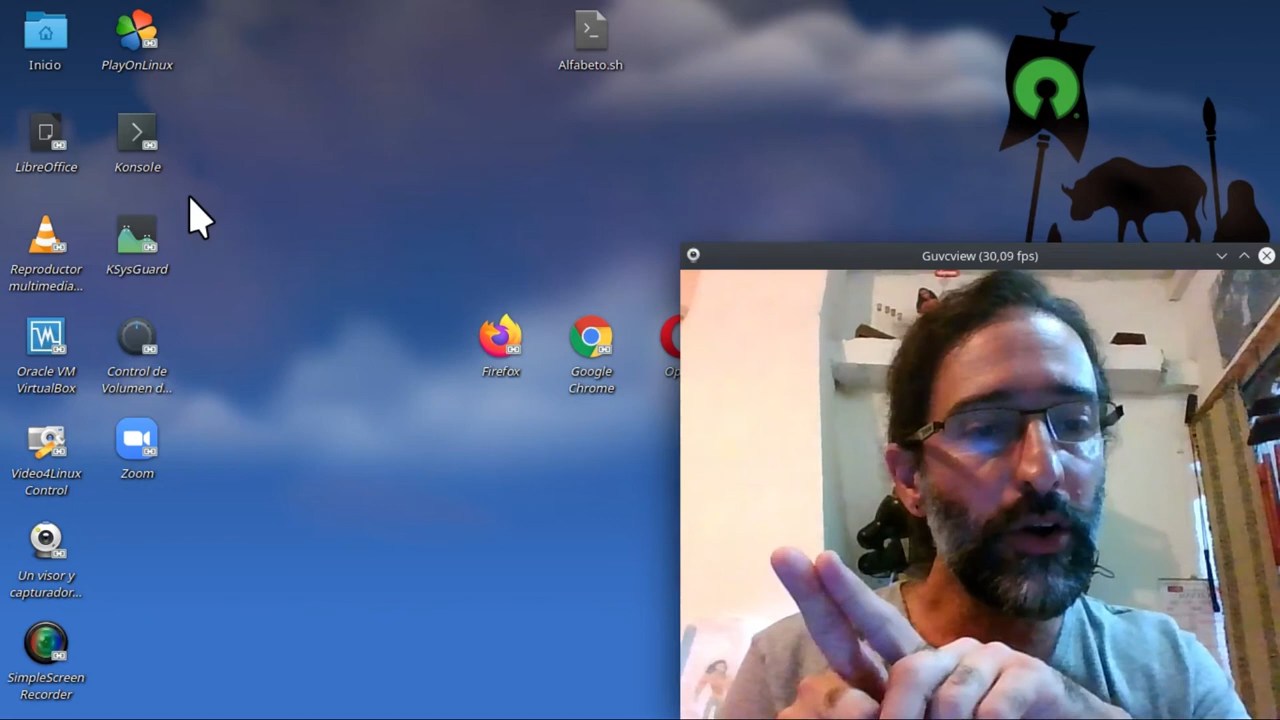 Inicio
PlayOnLinux
Alfabeto.sh
LibreOffice
Konsole
Reproductor
multimedia...
KSysGuard
Guvcview (30,09 fps)
Oracle VM
VirtualBox
Control de
Volumen d...
Firefox
Google
Chrome
Op
Video4Linux
Control
Zoom
Un visor y
capturador...
SimpleScreen
Recorder